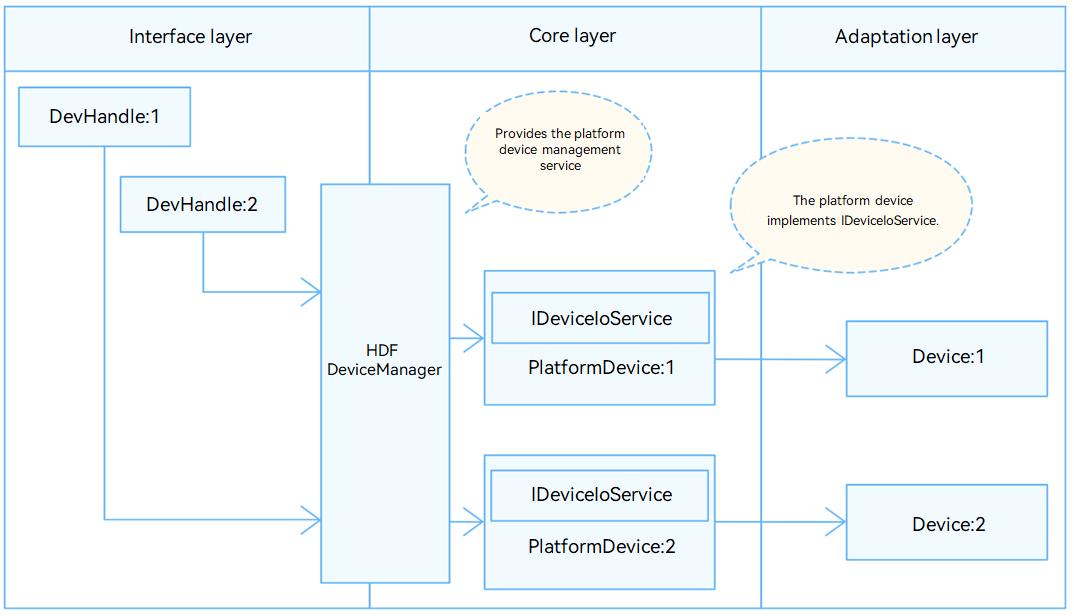 Interface layer
Core layer
Adaptation layer
DevHandle:1
DevHandle:2
HDF
DeviceManager
Provides the platform
device management
service
The platform device
implements IDeviceIoService.
IDeviceIoService
PlatformDevice:1
Device:1
IDeviceIoService
PlatformDevice:2
Device:2